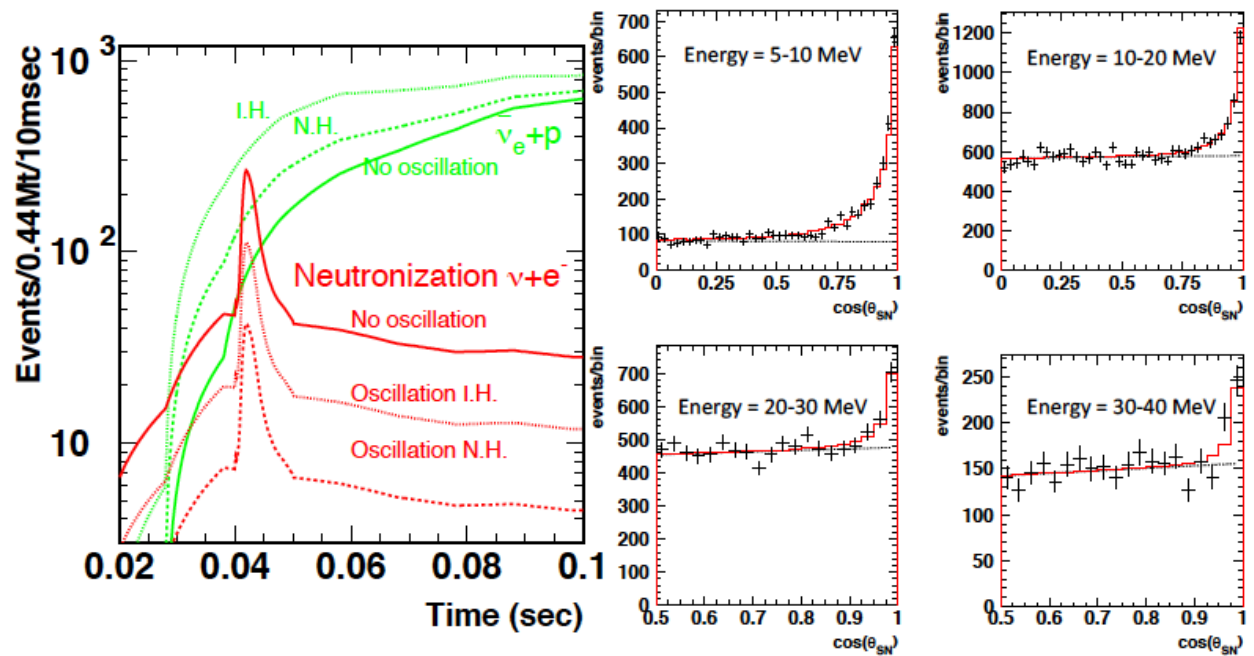 Events/0.44Mt/10msec
10³
10²
10
I.H.
N.H.
ν̄ₑ+p
No oscillation
Neutronization ν+e⁻
No oscillation
Oscillation I.H.
Oscillation N.H.
0.02 0.04 0.06 0.08 0.1
Time (sec)
events/bin
700
600
500
400
300
200
100
0
Energy = 5-10 MeV
0 0.25 0.5 0.75 1
cos(θSN)
events/bin
1200
1000
800
600
400
200
0
Energy = 10-20 MeV
0 0.25 0.5 0.75 1
cos(θSN)
events/bin
700
600
500
400
300
200
100
0
Energy = 20-30 MeV
0.5 0.6 0.7 0.8 0.9 1
cos(θSN)
events/bin
250
200
150
100
50
0
Energy = 30-40 MeV
0.5 0.6 0.7 0.8 0.9 1
cos(θSN)